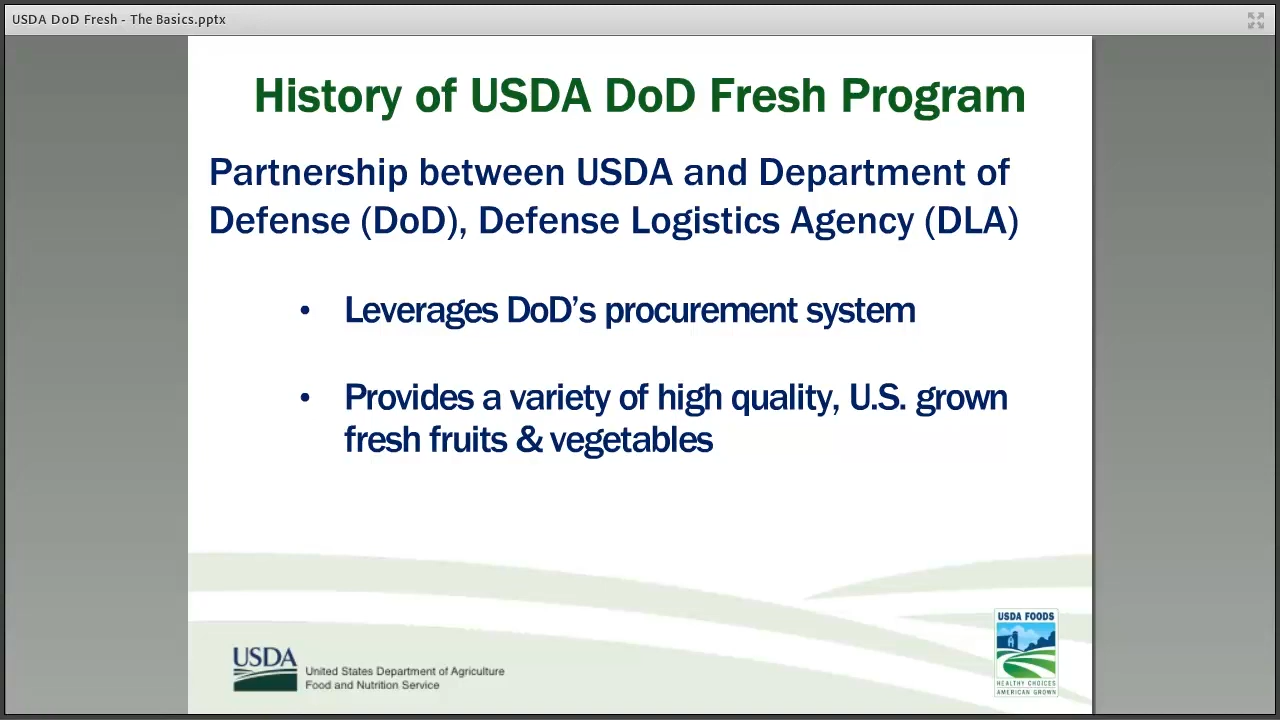 USDA DoD Fresh - The Basics.pptx
History of USDA DoD Fresh Program
Partnership between USDA and Department of
Defense (DoD), Defense Logistics Agency (DLA)
• Leverages DoD’s procurement system
• Provides a variety of high quality, U.S. grown
fresh fruits & vegetables
USDA
United States Department of Agriculture
Food and Nutrition Service
USDA FOODS
HEALTHY CHOICES
AMERICAN GROWN